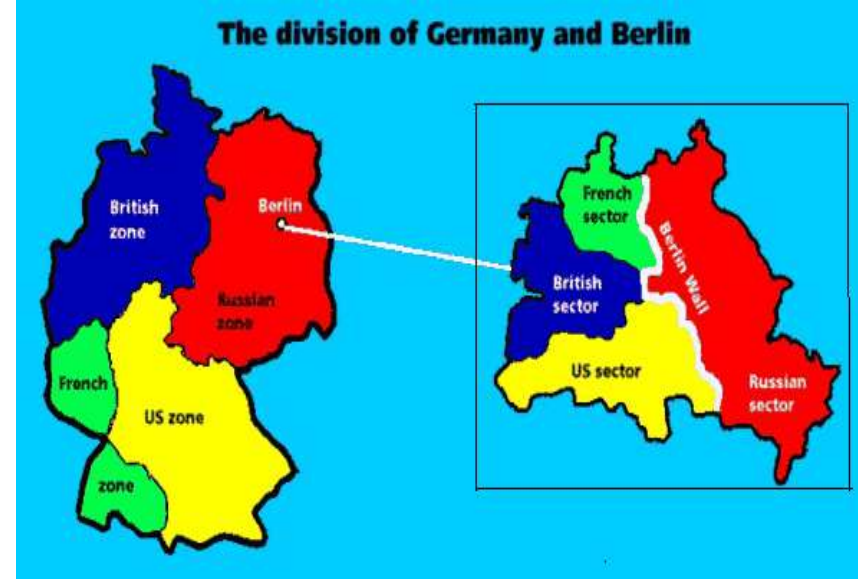 The division of Germany and Berlin
British
zone
Berlin
Russian
zone
French
US zone
zone
French
sector
Berlin Wall
British
sector
US sector
Russian
sector